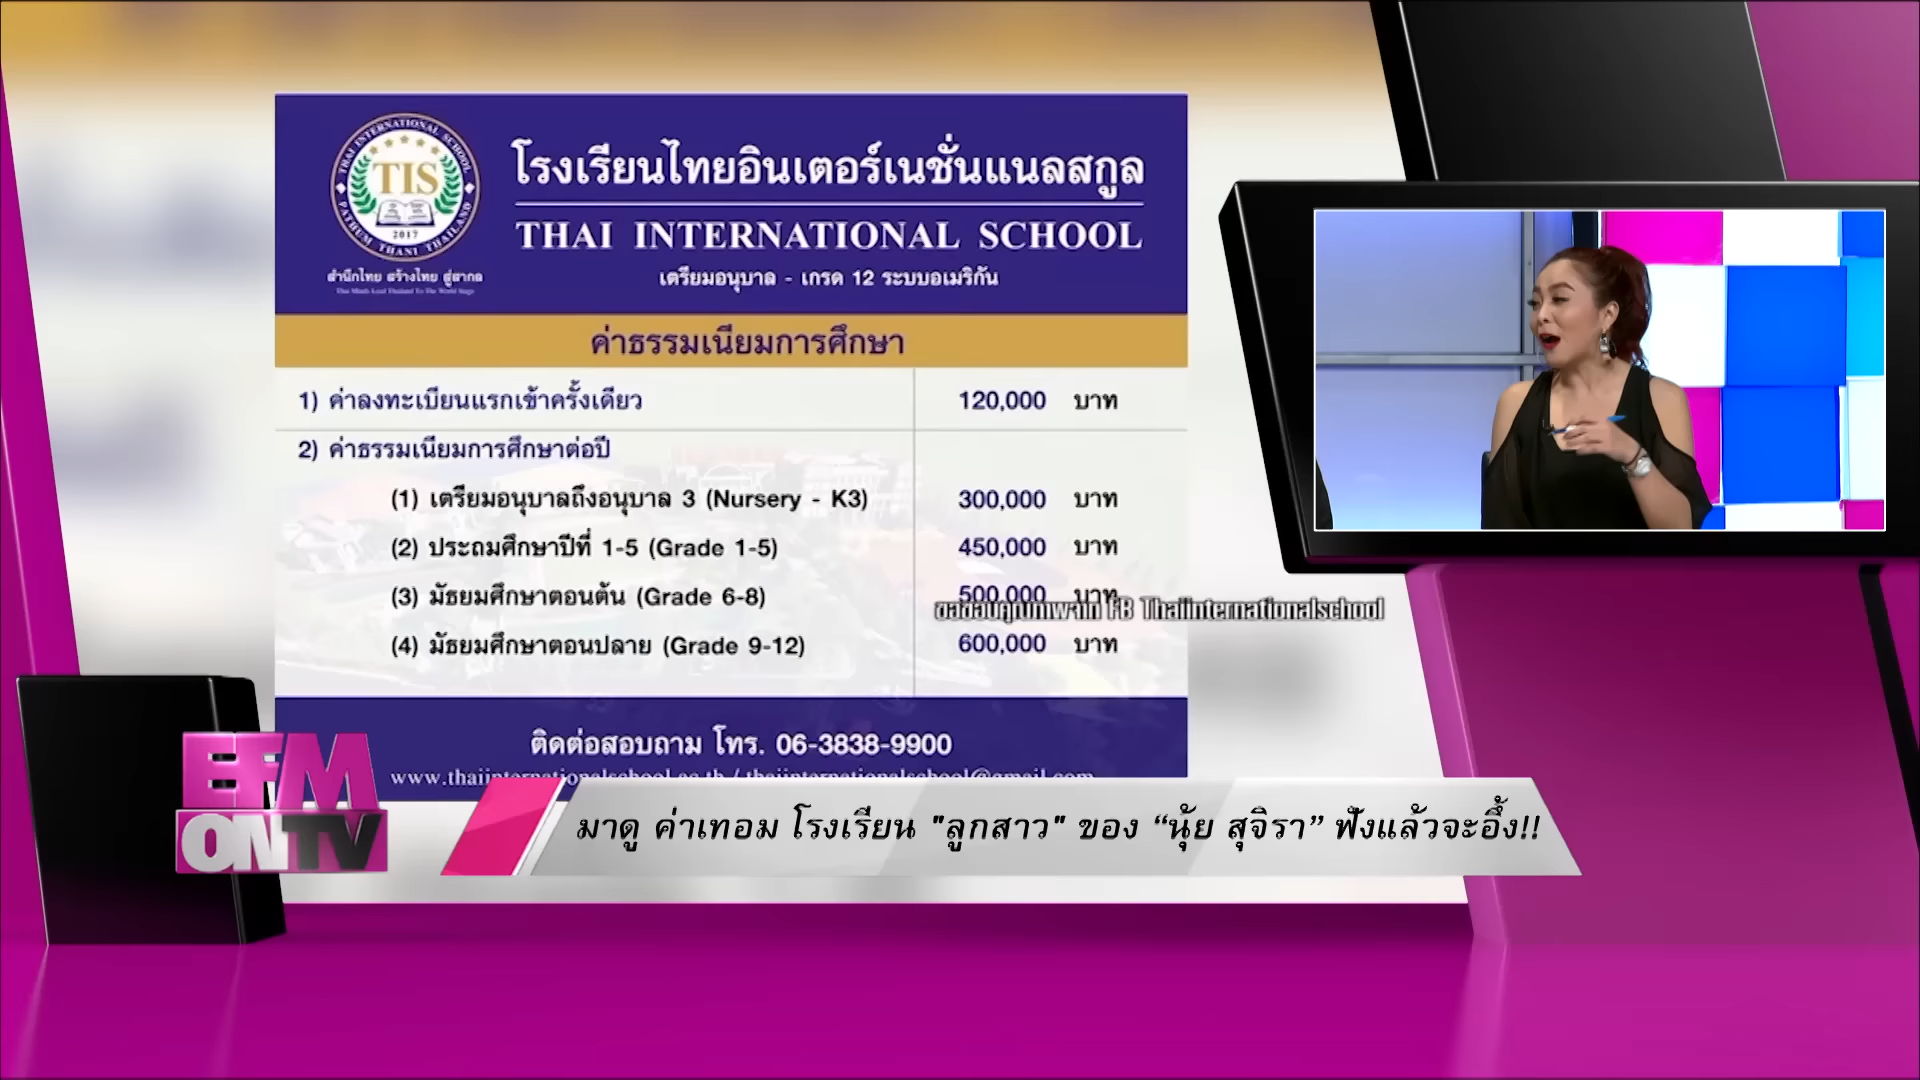 THAI INTERNATIONAL SCHOOL
TIS
2017
PATHUM THANI THAILAND
สำนึกไทย สร้างไทย สู่สากล
โรงเรียนไทยอินเตอร์เนชั่นแนลสกูล
THAI INTERNATIONAL SCHOOL
เตรียมอนุบาล - เกรด 12 ระบบอเมริกัน
ค่าธรรมเนียมการศึกษา
1) ค่าลงทะเบียนแรกเข้าครั้งเดียว 120,000 บาท
2) ค่าธรรมเนียมการศึกษาต่อปี
(1) เตรียมอนุบาลถึงอนุบาล 3 (Nursery - K3) 300,000 บาท
(2) ประถมศึกษาปีที่ 1-5 (Grade 1-5) 450,000 บาท
(3) มัธยมศึกษาตอนต้น (Grade 6-8) 500,000 บาท
ขอขอบคุณภาพจาก FB Thaiinternationalschool
(4) มัธยมศึกษาตอนปลาย (Grade 9-12) 600,000 บาท
ติดต่อสอบถาม โทร. 06-3838-9900
www.thaiinternationalschool.ac.th / thaiinternationalschool@gmail.com
EFM
ONTV
มาดู ค่าเทอม โรงเรียน "ลูกสาว" ของ “นุ้ย สุจิรา” ฟังแล้วจะอึ้ง!!